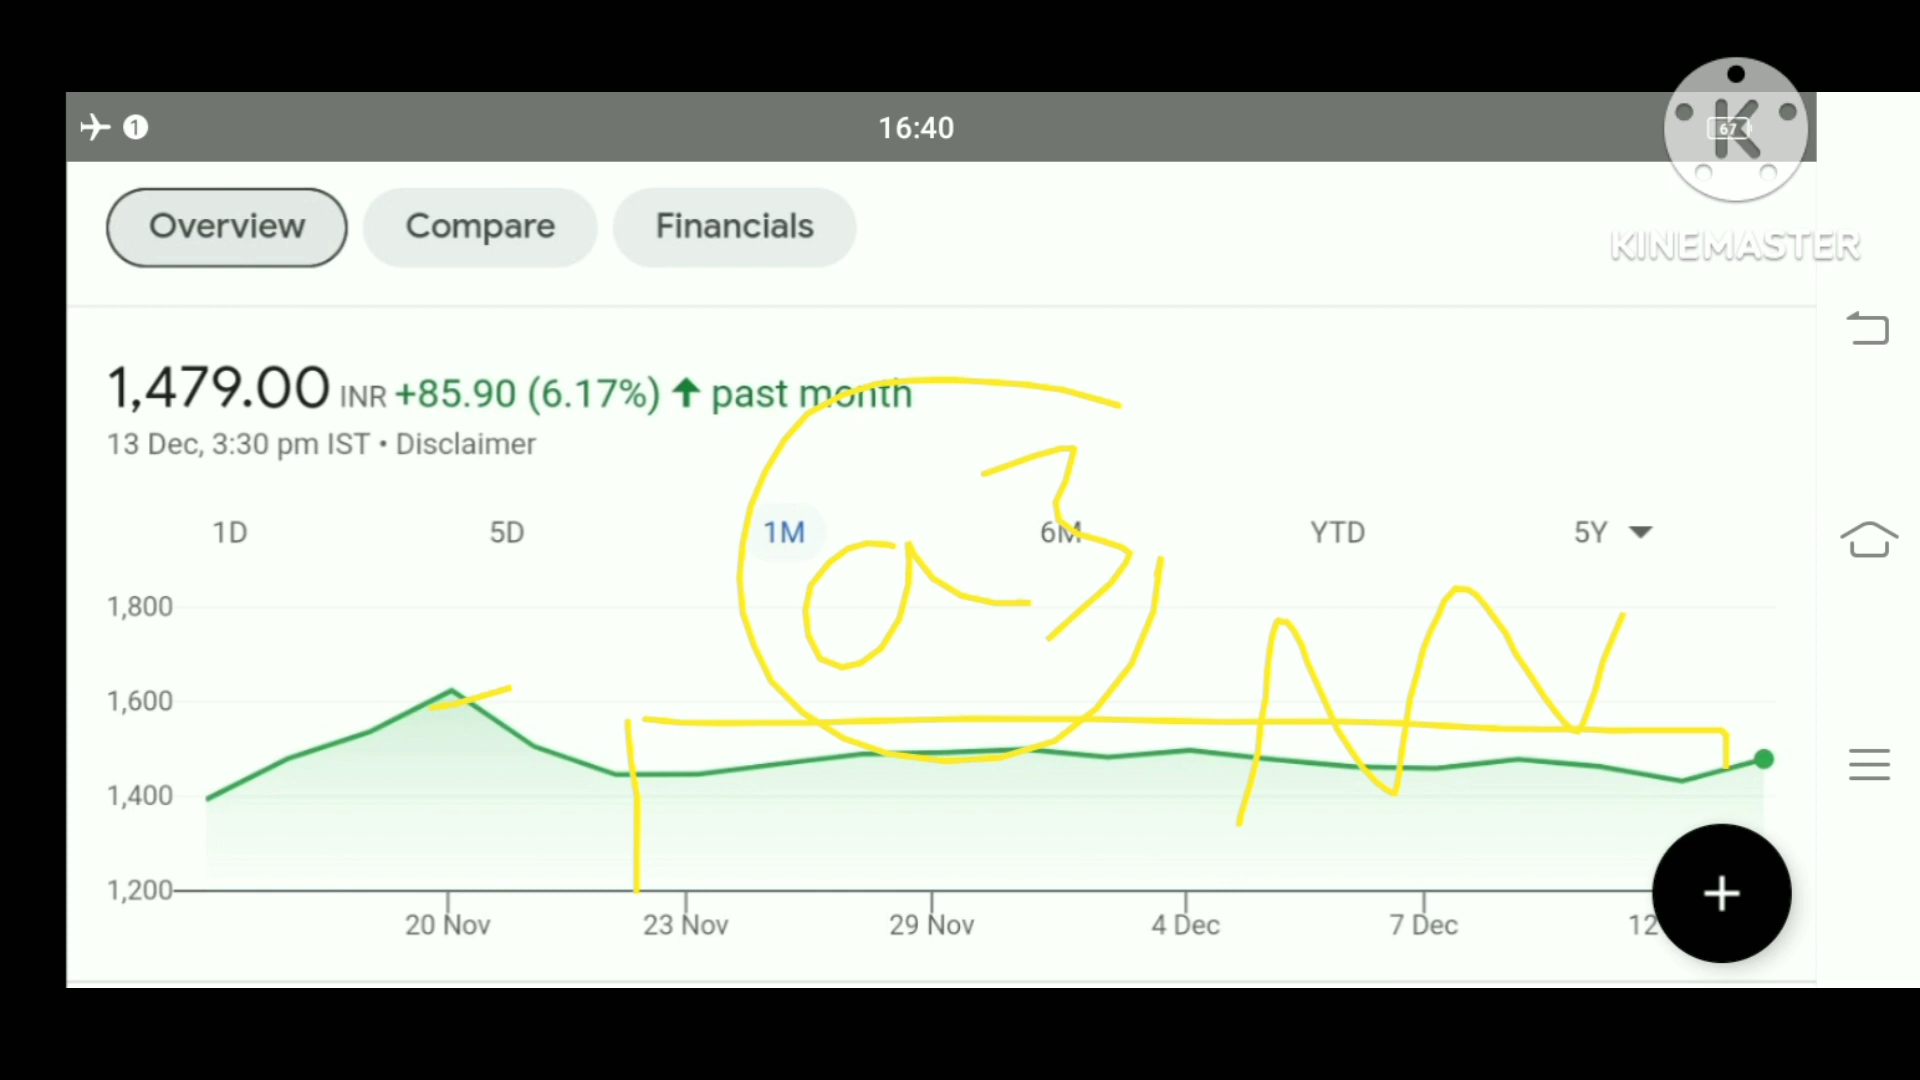 1 16:40 67
K
KINEMASTER
Overview Compare Financials
1,479.00 INR +85.90 (6.17%) ↑ past month
13 Dec, 3:30 pm IST • Disclaimer
1D 5D 1M 6M YTD 5Y
1,800
1,600
1,400
1,200
20 Nov 23 Nov 29 Nov 4 Dec 7 Dec 12
+